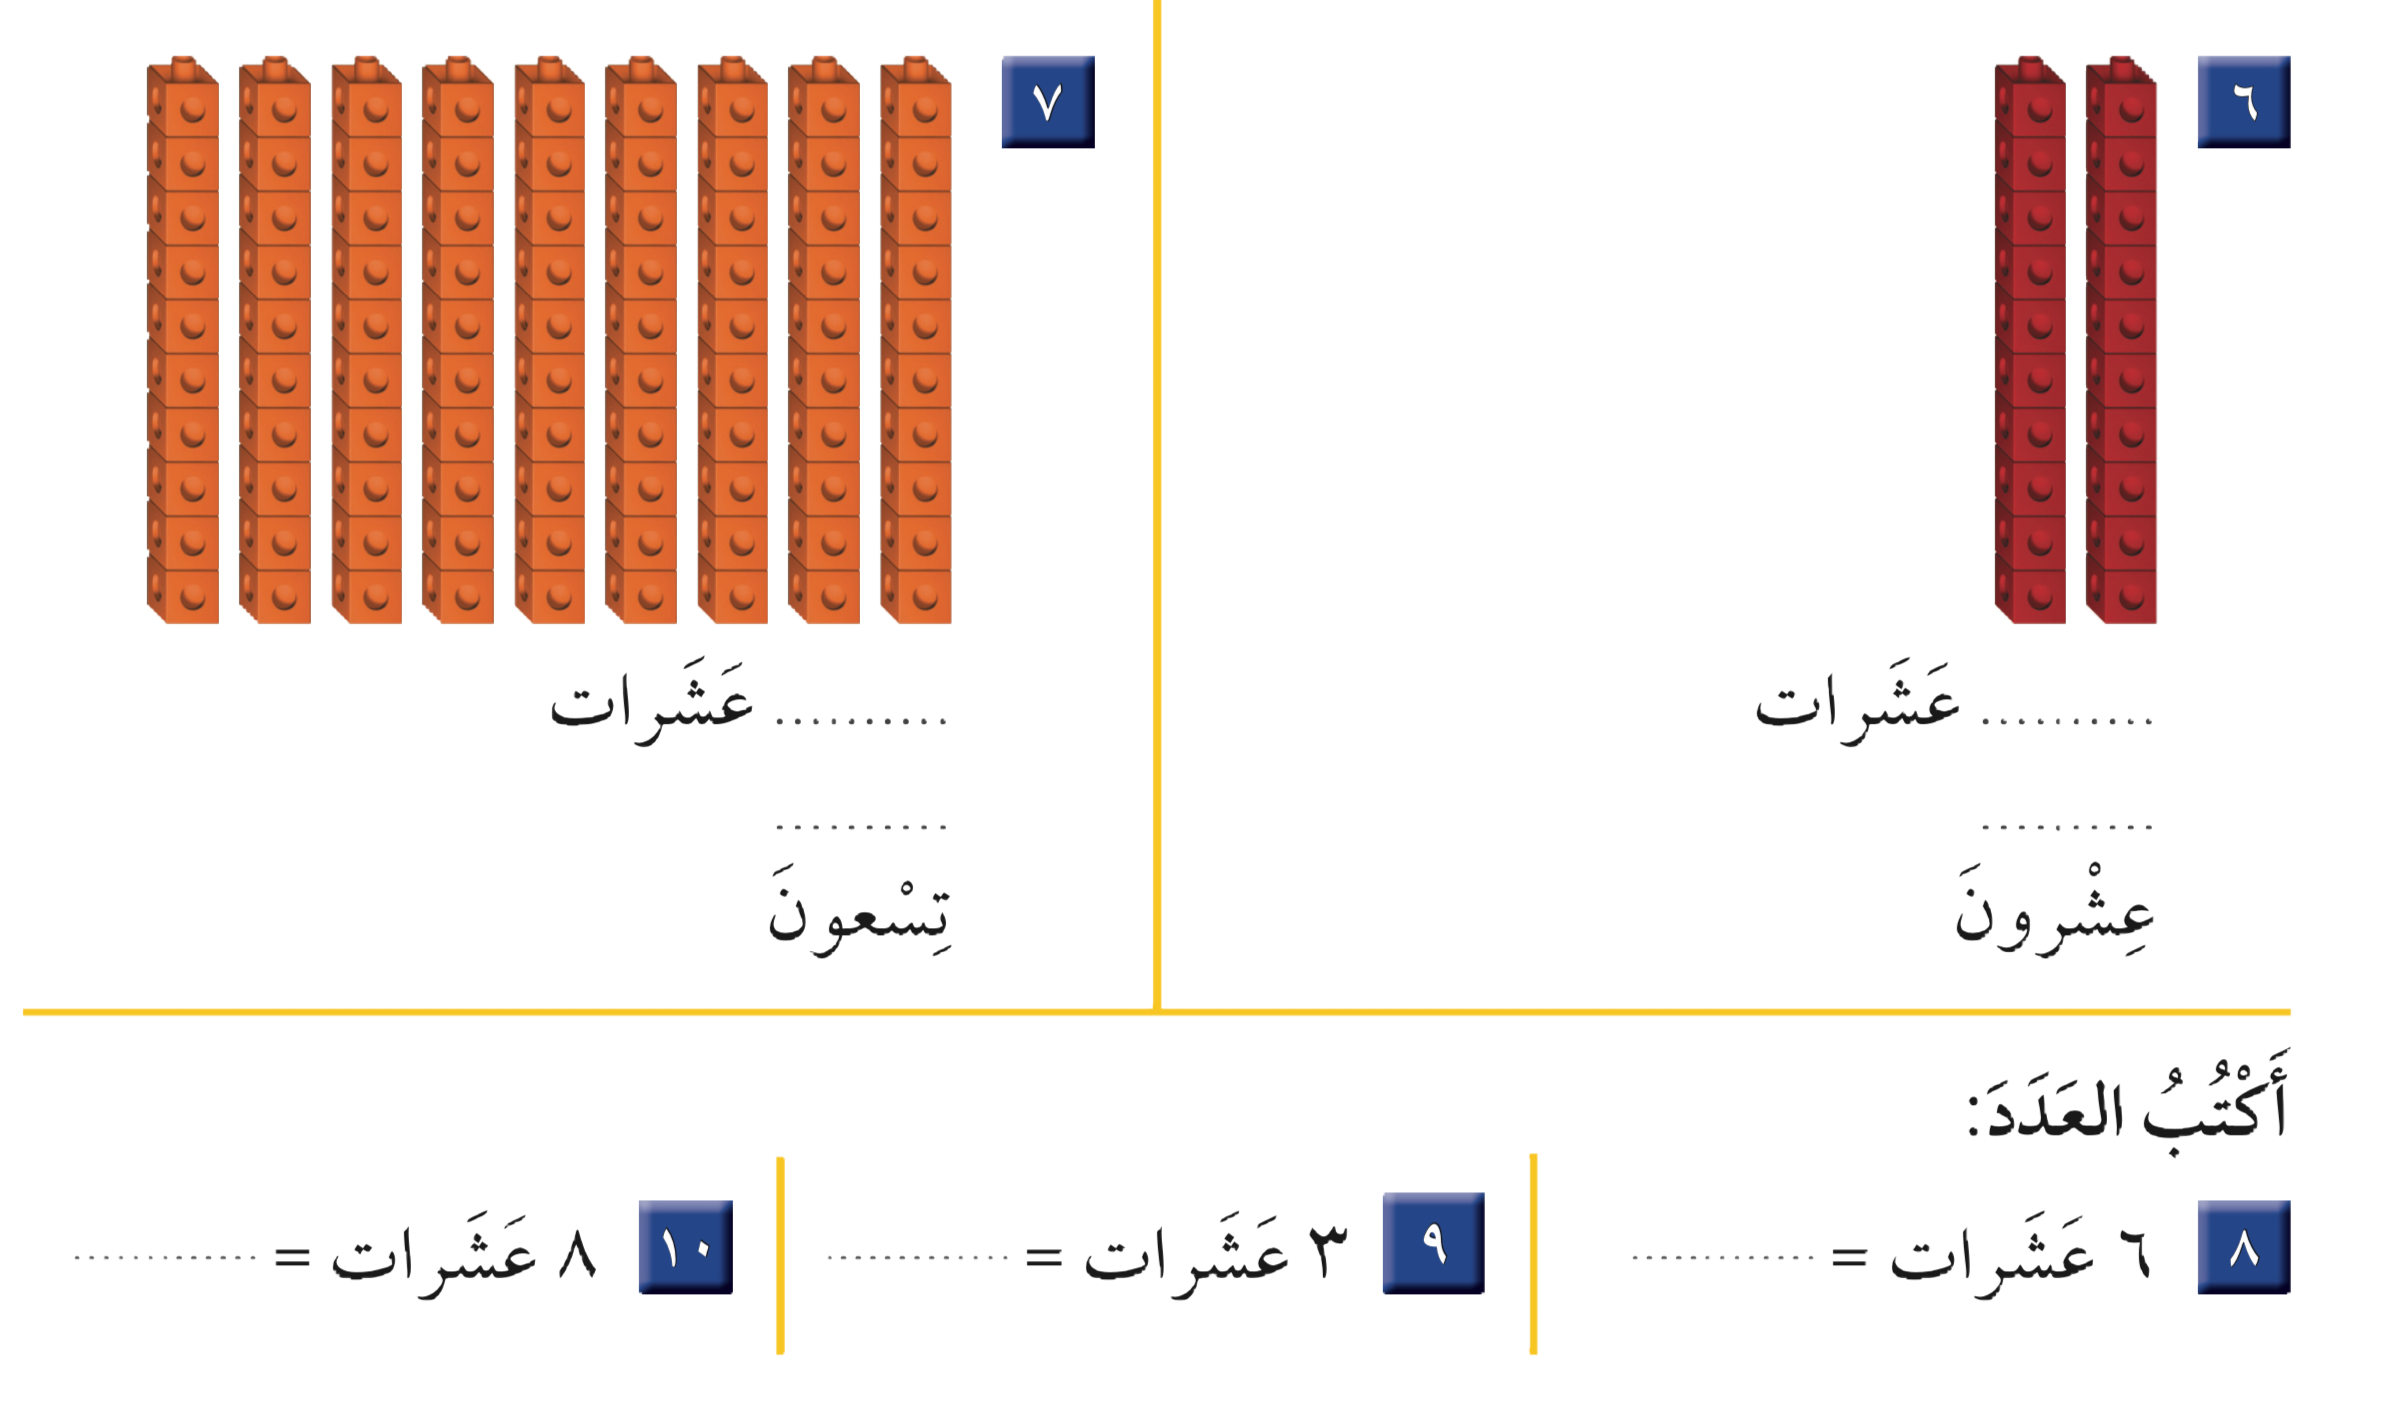 ٦
.......... عَشَرات
..........
عِشْرونَ
٧
.......... عَشَرات
..........
تِسْعونَ
أَكْتُبُ العَدَدَ:
٨ ٦ عَشَرات = ............
٩ ٣ عَشَرات = ............
١٠ ٨ عَشَرات = ............